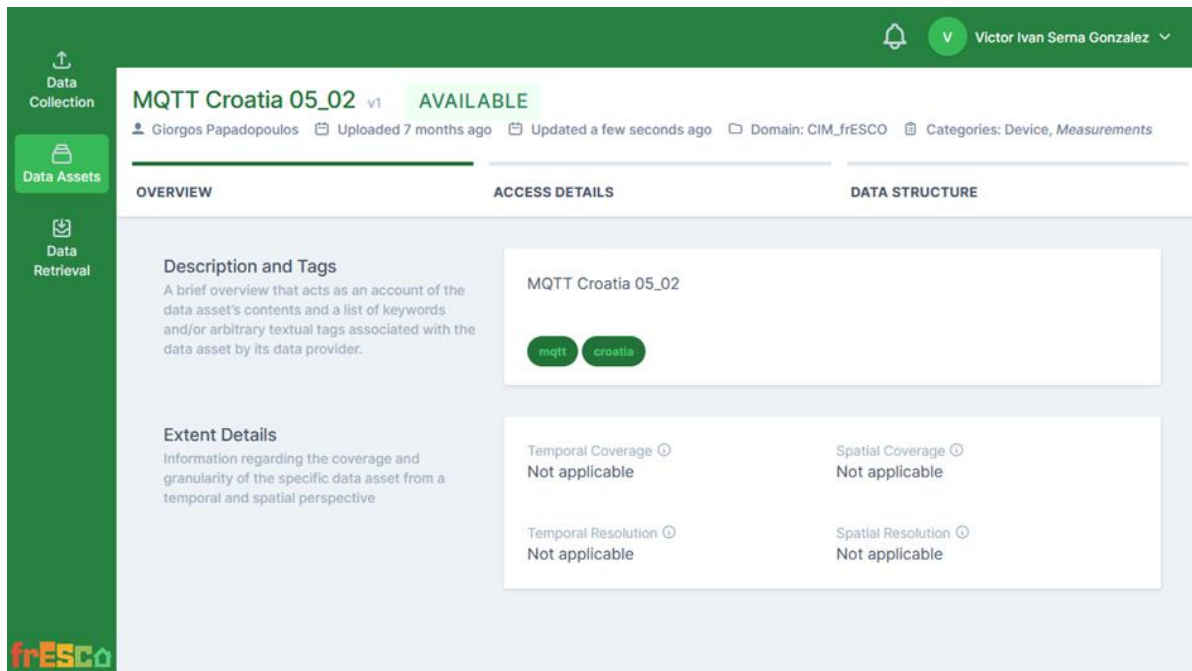 V Victor Ivan Serna Gonzalez
Data
Collection
Data Assets
Data
Retrieval
MQTT Croatia 05_02 v1 AVAILABLE
Giorgos Papadopoulos Uploaded 7 months ago Updated a few seconds ago Domain: CIM_frESCO Categories: Device, Measurements
OVERVIEW ACCESS DETAILS DATA STRUCTURE
Description and Tags
A brief overview that acts as an account of the
data asset's contents and a list of keywords
and/or arbitrary textual tags associated with the
data asset by its data provider.
MQTT Croatia 05_02
mqtt croatia
Extent Details
Information regarding the coverage and
granularity of the specific data asset from a
temporal and spatial perspective
Temporal Coverage Spatial Coverage
Not applicable Not applicable
Temporal Resolution Spatial Resolution
Not applicable Not applicable
frESCO